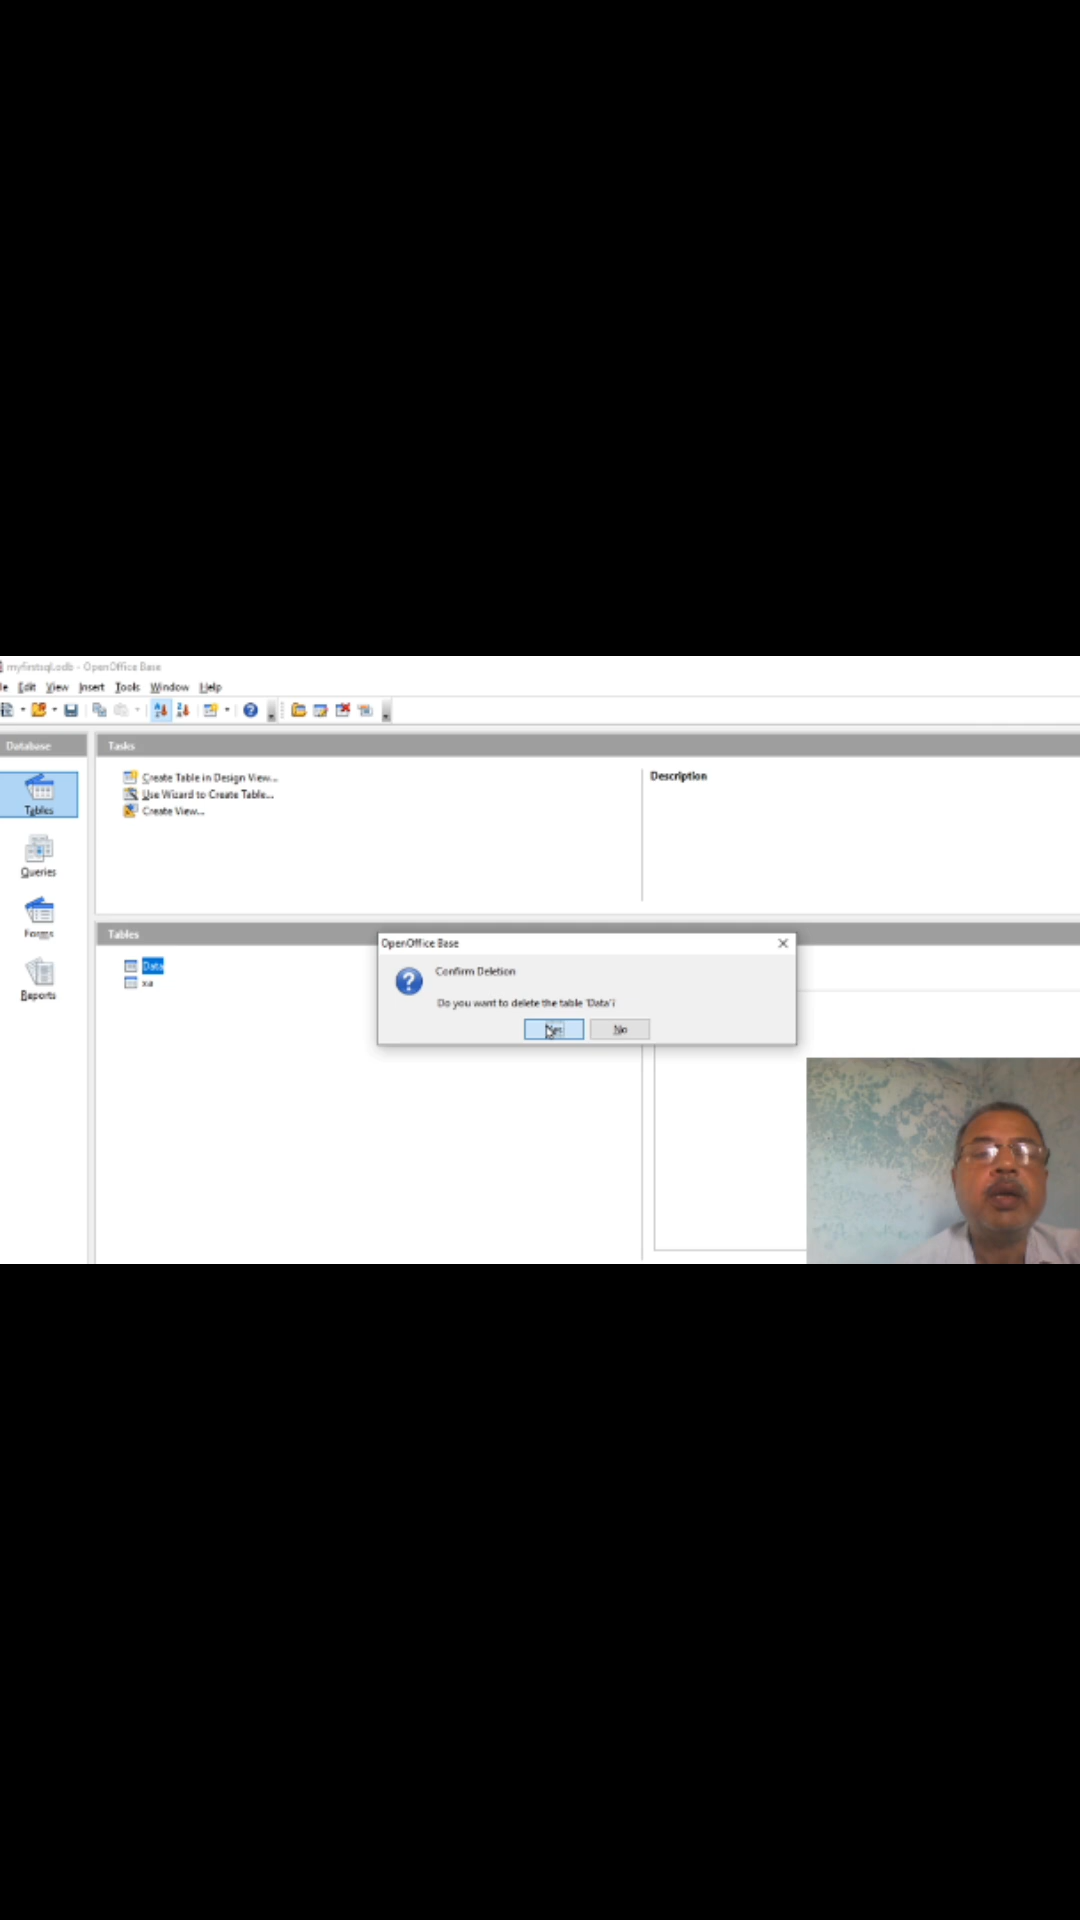 myfirstsql.odb - OpenOffice Base
le Edit View Insert Tools Window Help
Database
Tasks
Create Table in Design View...
Use Wizard to Create Table...
Create View...
Description
Tables
Queries
Forms
Reports
Tables
Data
xa
OpenOffice Base
Confirm Deletion
Do you want to delete the table 'Data'?
Yes
No